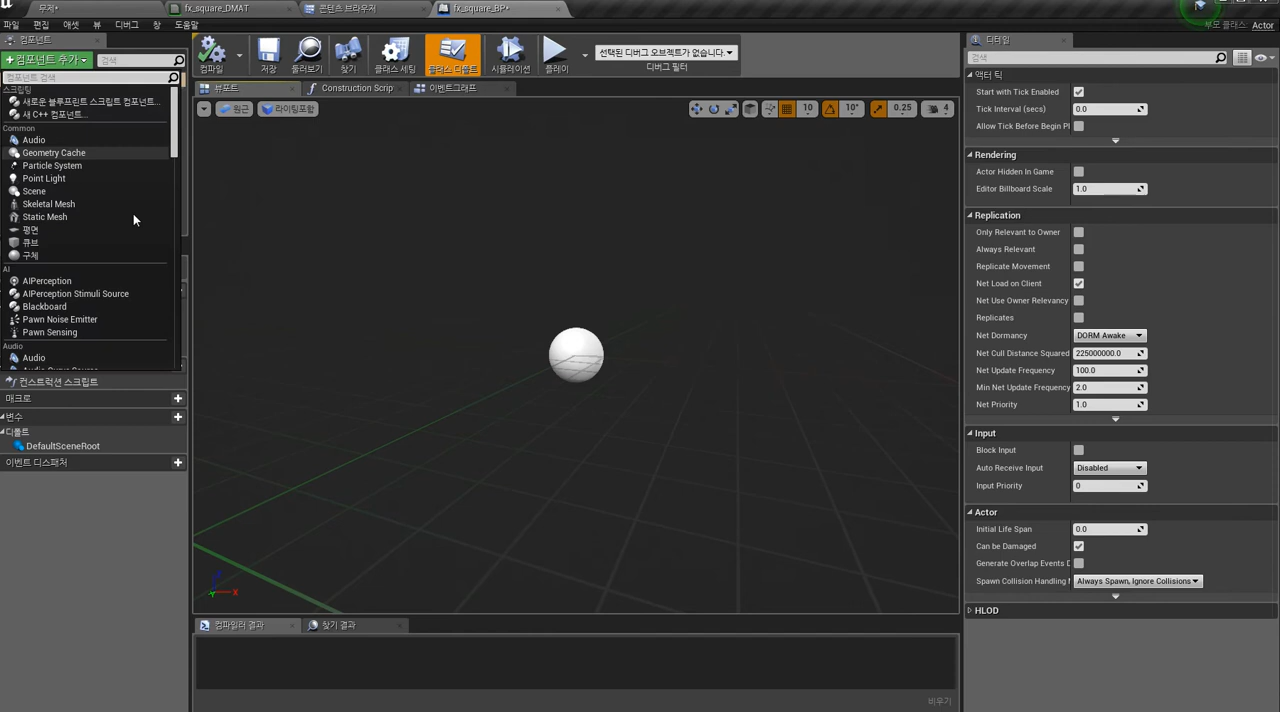 무제*
fx_square_DMAT
콘텐츠 브라우저
fx_square_BP*
파일
편집
애셋
뷰
디버그
창
도움말
부모 클래스: Actor
컴포넌트
+컴포넌트 추가
검색
컴포넌트 검색
스크립팅
새로운 블루프린트 스크립트 컴포넌트...
새 C++ 컴포넌트...
Common
Audio
Geometry Cache
Particle System
Point Light
Scene
Skeletal Mesh
Static Mesh
평면
큐브
구체
AI
AIPerception
AIPerception Stimuli Source
Blackboard
Pawn Noise Emitter
Pawn Sensing
Audio
Audio
컨스트럭션 스크립트
매크로
변수
디폴트
DefaultSceneRoot
이벤트 디스패처
컴파일
저장
둘러보기
찾기
클래스 세팅
클래스 디폴트
시뮬레이션
플레이
선택된 디버그 오브젝트가 없습니다.
디버그 필터
뷰포트
Construction Scrip
이벤트그래프
원근
라이팅포함
10
10°
0.25
4
X
컴파일러 결과
찾기 결과
비우기
디테일
검색
액터 틱
Start with Tick Enabled
Tick Interval (secs)
0.0
Allow Tick Before Begin Pl
Rendering
Actor Hidden In Game
Editor Billboard Scale
1.0
Replication
Only Relevant to Owner
Always Relevant
Replicate Movement
Net Load on Client
Net Use Owner Relevancy
Replicates
Net Dormancy
DORM Awake
Net Cull Distance Squared
225000000.0
Net Update Frequency
100.0
Min Net Update Frequency
2.0
Net Priority
1.0
Input
Block Input
Auto Receive Input
Disabled
Input Priority
0
Actor
Initial Life Span
0.0
Can be Damaged
Generate Overlap Events D
Spawn Collision Handling M
Always Spawn, Ignore Collisions
HLOD